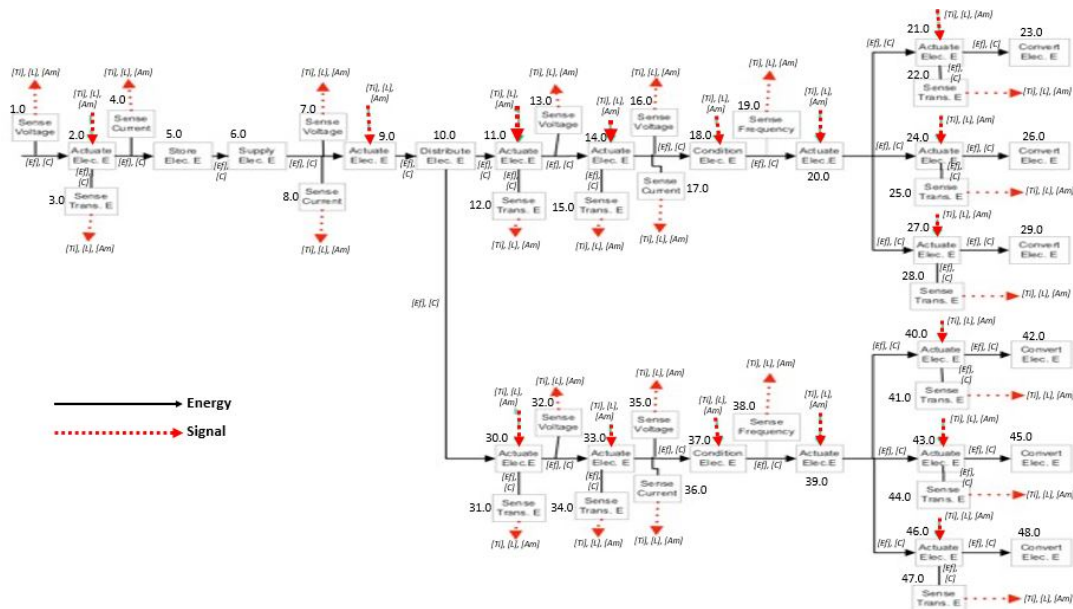 [Ti], [L], [Am]
1.0
Sense
Voltage
[Ef], [C]
[Ti], [L],
[Am]
2.0
Actuate
Elec. E
[Ef],
[C]
3.0
Sense
Trans. E
[Ti], [L], [Am]
[Ti], [L], [Am]
4.0
Sense
Current
[Ef], [C]
5.0
Store
Elec. E
[Ef],
[C]
6.0
Supply
Elec. E
[Ti], [L], [Am]
7.0
Sense
Voltage
[Ef], [C]
8.0
Sense
Current
[Ti], [L], [Am]
[Ti], [L],
[Am]
9.0
Actuate
Elec. E
[Ef],
[C]
10.0
Distribute
Elec. E
[Ef],
[C]
[Ti], [L],
[Am]
11.0
Actuate
Elec.E
[Ef],
[C]
12.0
Sense
Trans. E
[Ti], [L], [Am]
[Ti], [L], [Am]
13.0
Sense
Voltage
[Ef], [C]
[Ti], [L],
[Am]
14.0
Actuate
Elec. E
[Ef],
[C]
15.0
Sense
Trans. E
[Ti], [L], [Am]
[Ti], [L], [Am]
16.0
Sense
Voltage
[Ef], [C]
17.0
Sense
Current
[Ti], [L], [Am]
[Ti], [L],
[Am]
18.0
Condition
Elec. E
[Ef], [C]
[Ti], [L], [Am]
19.0
Sense
Frequency
[Ti], [L],
[Am]
Actuate
Elec.E
20.0
[Ef], [C]
[Ti], [L], [Am]
21.0
Actuate
Elec. E
[Ef], [C]
23.0
Convert
Elec. E
[Ef],
[C]
22.0
Sense
Trans. E
[Ti], [L], [Am]
[Ef], [C]
[Ti], [L], [Am]
24.0
Actuate
Elec. E
[Ef], [C]
26.0
Convert
Elec. E
[Ef],
[C]
25.0
Sense
Trans. E
[Ti], [L], [Am]
[Ef], [C]
[Ti], [L], [Am]
27.0
Actuate
Elec. E
[Ef], [C]
29.0
Convert
Elec. E
[Ef],
[C]
28.0
Sense
Trans. E
[Ti], [L], [Am]
[Ef], [C]
Energy
Signal
[Ti], [L],
[Am]
30.0
Actuate
Elec.E
[Ef],
[C]
31.0
Sense
Trans. E
[Ti], [L], [Am]
[Ti], [L], [Am]
32.0
Sense
Voltage
[Ef], [C]
[Ti], [L],
[Am]
33.0
Actuate
Elec. E
[Ef],
[C]
34.0
Sense
Trans. E
[Ti], [L], [Am]
[Ti], [L], [Am]
35.0
Sense
Voltage
[Ef], [C]
36.0
Sense
Current
[Ti], [L], [Am]
[Ti], [L],
[Am]
37.0
Condition
Elec. E
[Ef], [C]
[Ti], [L], [Am]
38.0
Sense
Frequency
[Ti], [L],
[Am]
Actuate
Elec.E
39.0
[Ef], [C]
[Ti], [L], [Am]
40.0
Actuate
Elec. E
[Ef], [C]
42.0
Convert
Elec. E
[Ef],
[C]
41.0
Sense
Trans. E
[Ti], [L], [Am]
[Ef], [C]
[Ti], [L], [Am]
43.0
Actuate
Elec. E
[Ef], [C]
45.0
Convert
Elec. E
[Ef],
[C]
44.0
Sense
Trans. E
[Ti], [L], [Am]
[Ef], [C]
[Ti], [L], [Am]
46.0
Actuate
Elec. E
[Ef], [C]
48.0
Convert
Elec. E
[Ef],
[C]
47.0
Sense
Trans. E
[Ti], [L], [Am]